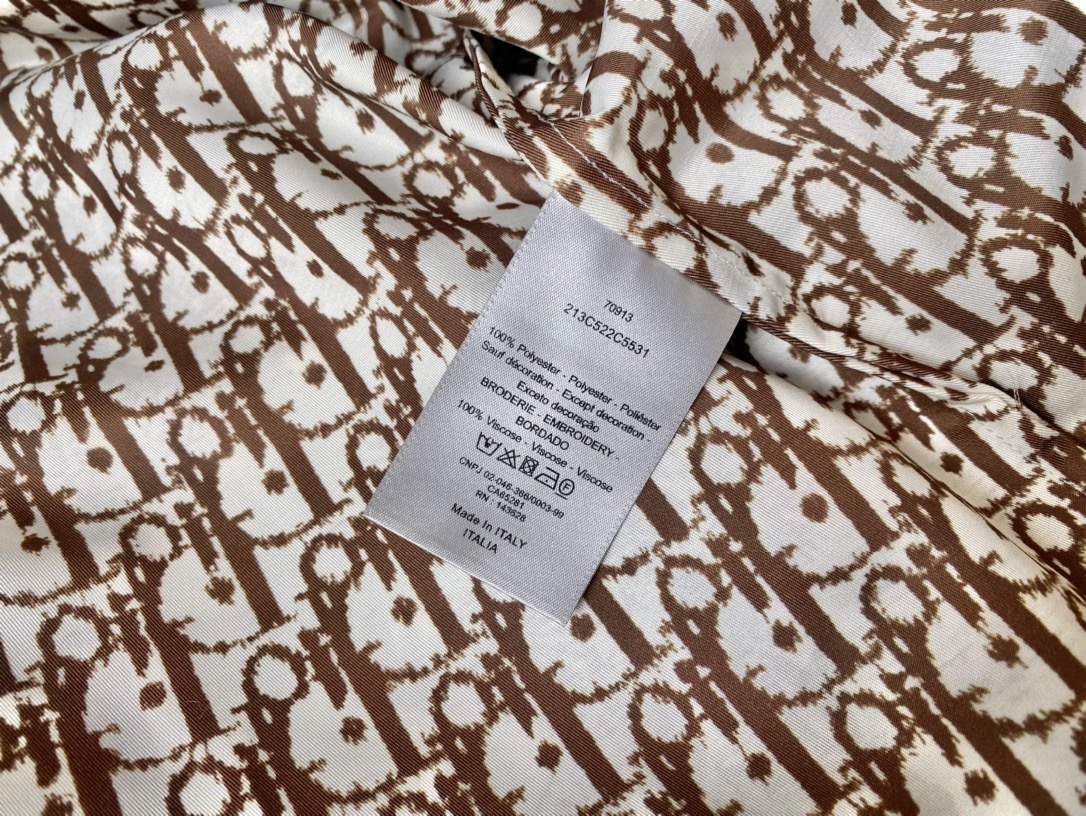 70913
213C522C5531
100% Polyester - Polyester - Poliéster
Sauf décoration - Except decoration -
Exceto decoração
BRODERIE - EMBROIDERY -
BORDADO
100% Viscose - Viscose - Viscose
F
CNPJ 02-046-386/0003-99
CA65281
RN : 143828
Made In ITALY
ITALIA